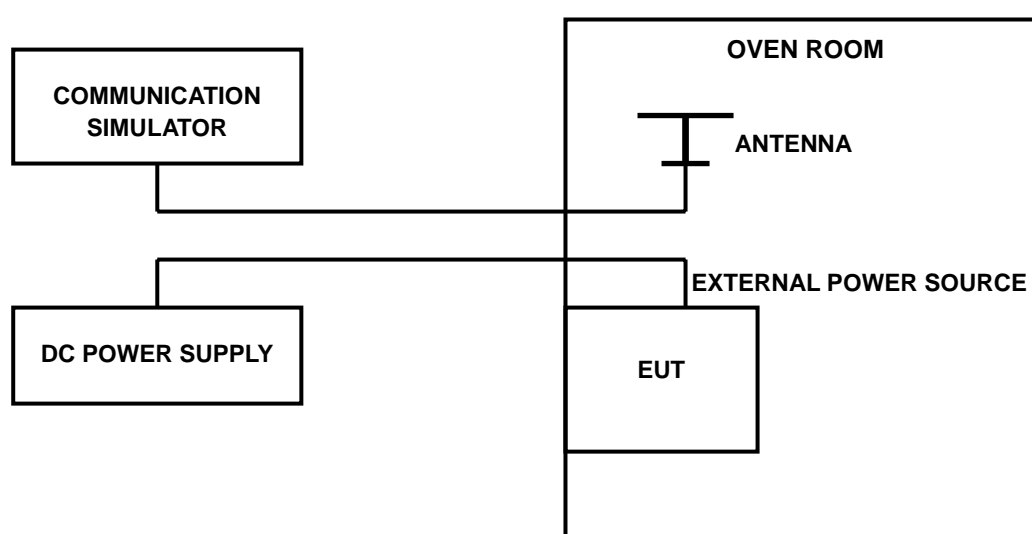 OVEN ROOM
COMMUNICATION
SIMULATOR
ANTENNA
EXTERNAL POWER SOURCE
DC POWER SUPPLY
EUT